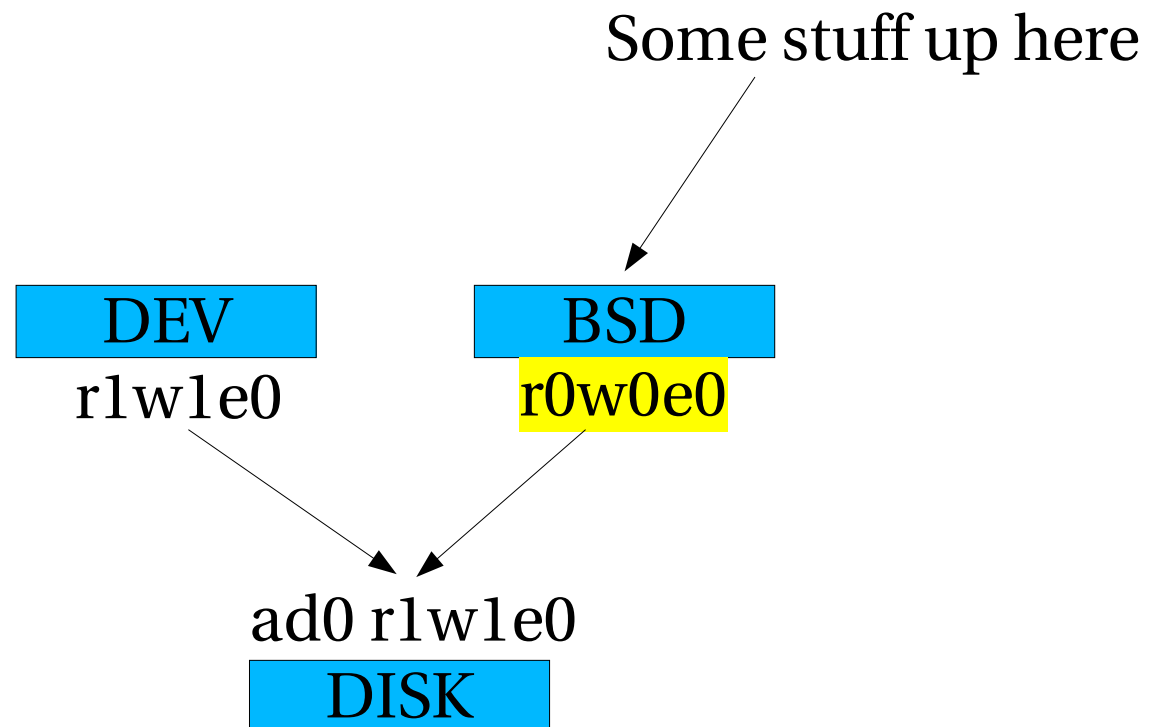 Some stuff up here
DEV
BSD
r1w1e0
r0w0e0
ad0 r1w1e0
DISK